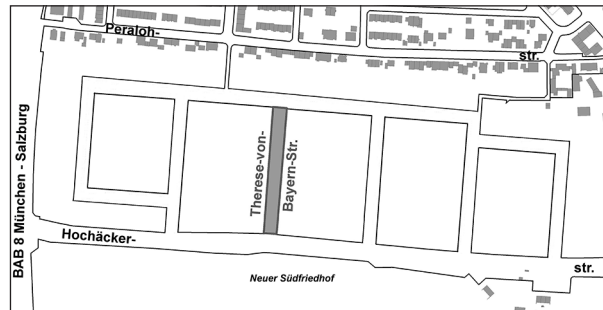 Peraloh-
str.
BAB 8 München - Salzburg
Therese-von-
Bayern-Str.
Hochäcker-
str.
Neuer Südfriedhof